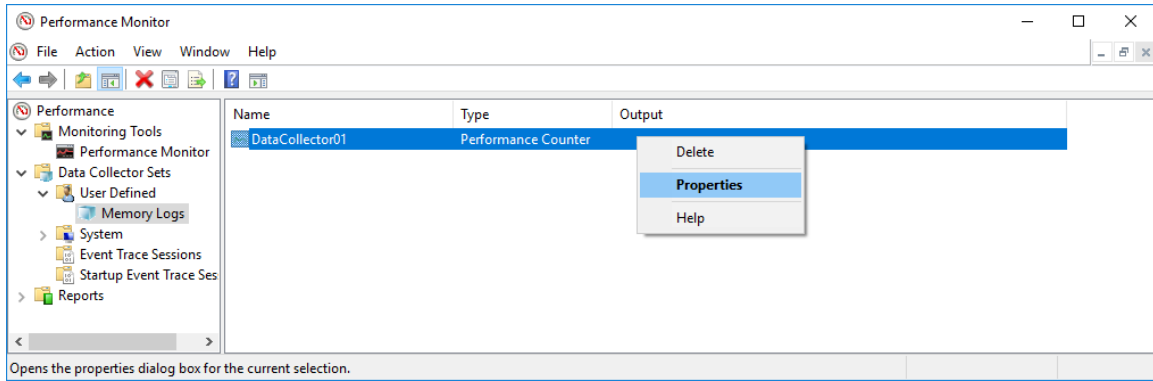 Performance Monitor
File Action View Window Help
Performance
Monitoring Tools
Performance Monitor
Data Collector Sets
User Defined
Memory Logs
System
Event Trace Sessions
Startup Event Trace Ses
Reports
Name Type Output
DataCollector01 Performance Counter
Delete
Properties
Help
Opens the properties dialog box for the current selection.